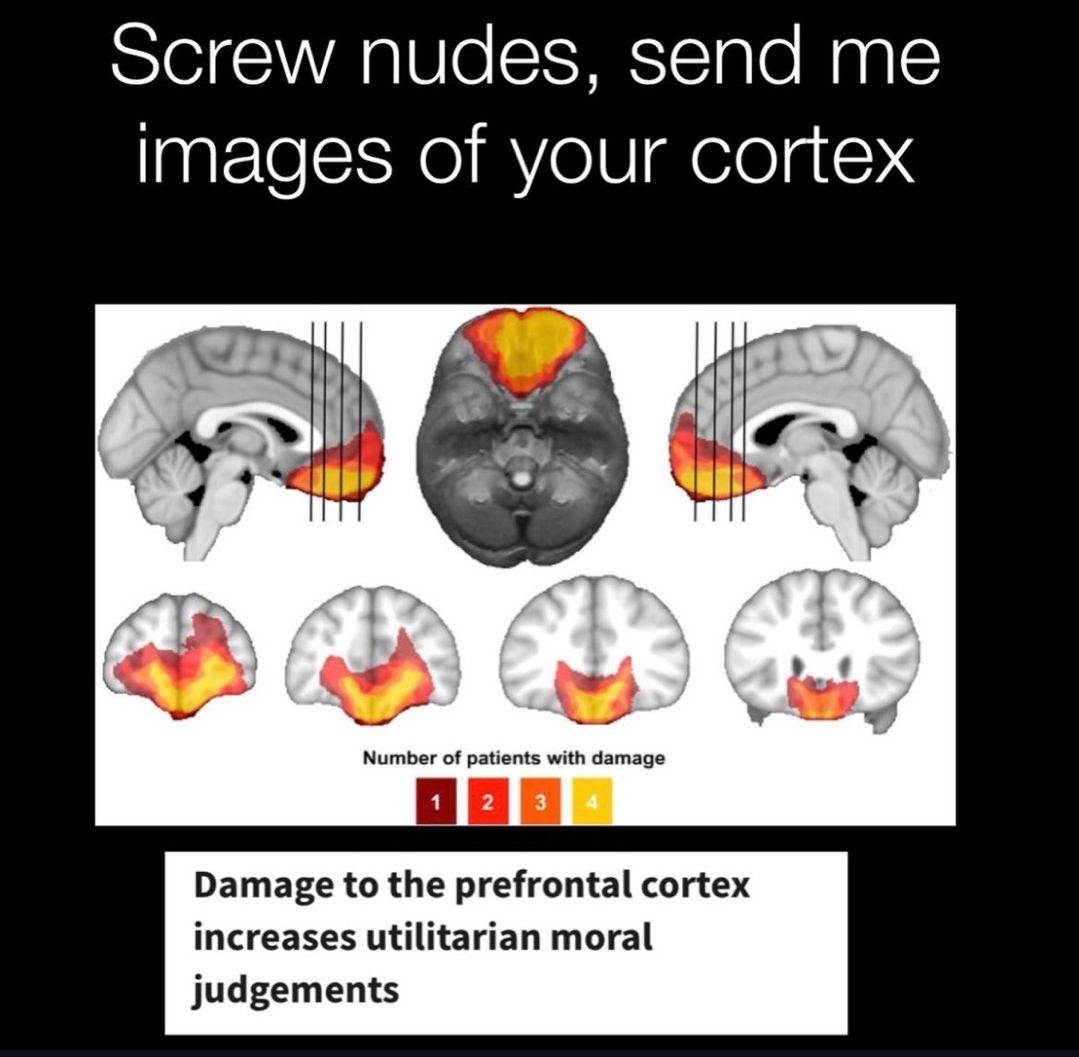 Screw nudes, send me
images of your cortex
Number of patients with damage
1 2 3 4
Damage to the prefrontal cortex
increases utilitarian moral
judgements